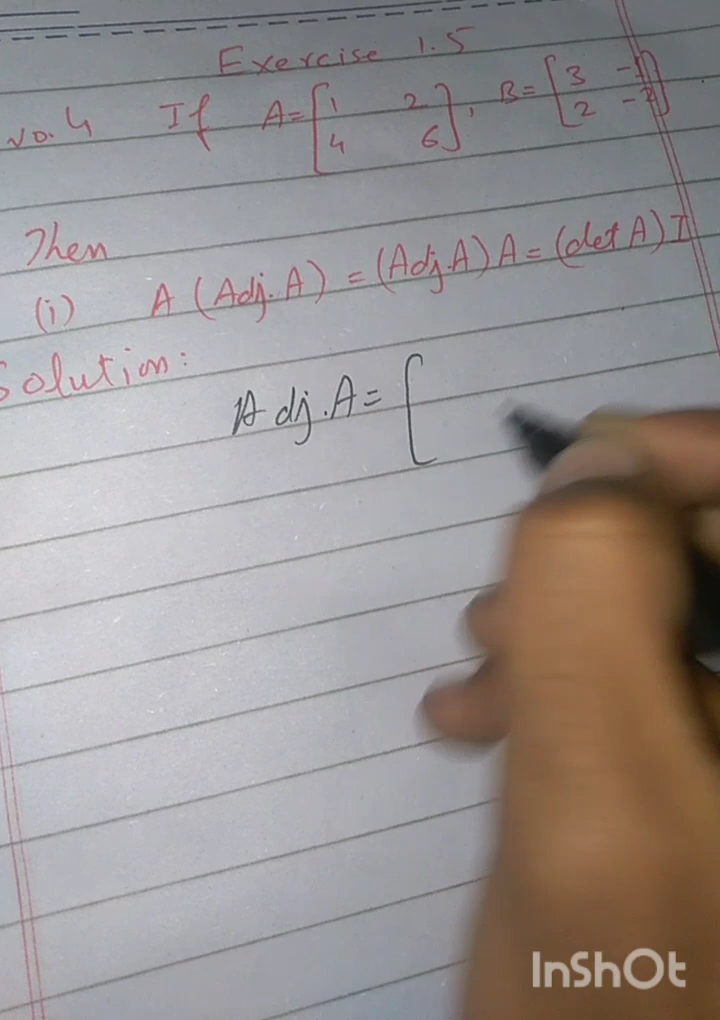 Exercise 1.5
No. 4 If A=[1 2], B=[3 -1]
4 6 2 -2
Then
(i) A (Adj. A) = (Adj.A) A = (det A) I
Solution:
Adj.A = [
InShOt